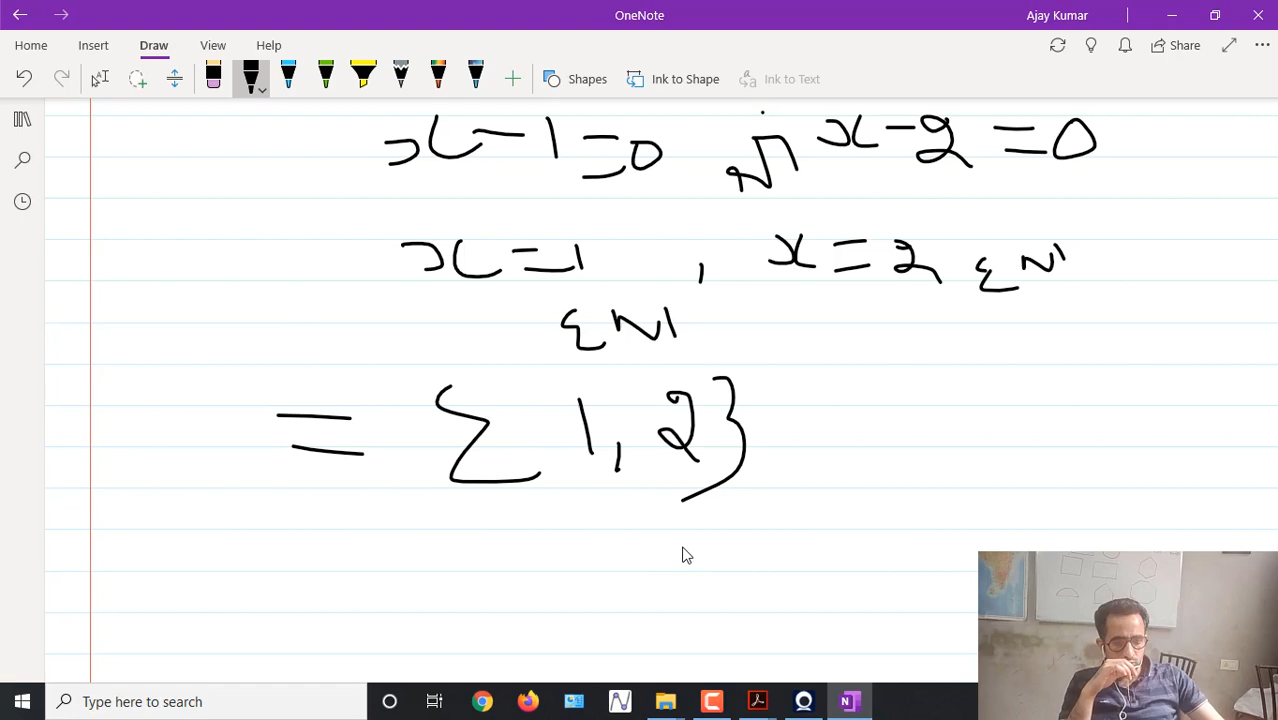 OneNote
Ajay Kumar
Home Insert Draw View Help
Share
Shapes Ink to Shape Ink to Text
x-1=0 या x-2=0
x=1 , x=2 ∈ N
∈ N
= {1,2}
Type here to search